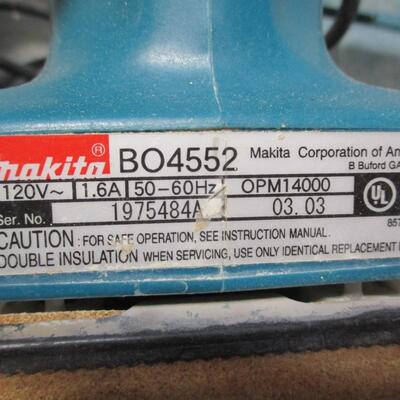 makita® BO4552 Makita Corporation of Am
B Buford GA
120V~ 1.6A 50-60Hz OPM14000
Ser. No. 1975484A 03.03
UL
857
CAUTION: FOR SAFE OPERATION, SEE INSTRUCTION MANUAL.
DOUBLE INSULATION WHEN SERVICING, USE ONLY IDENTICAL REPLACEMENT